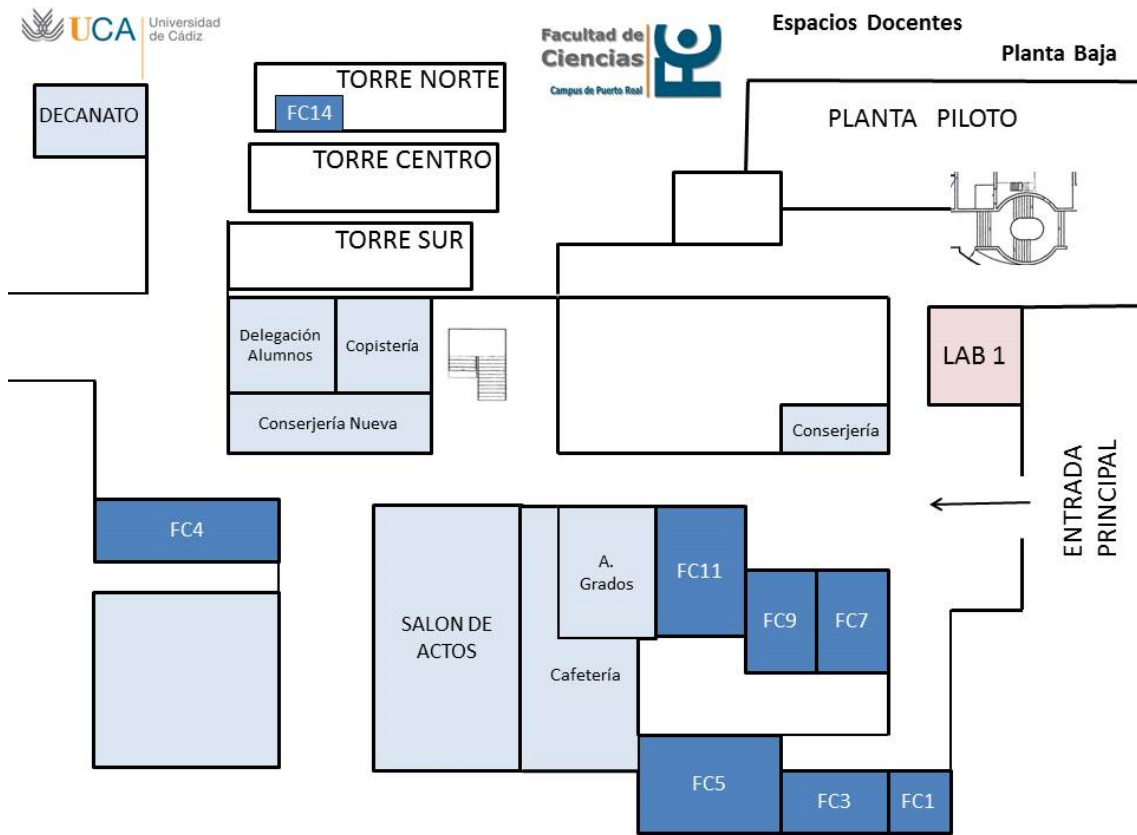 UCA
Universidad
de Cádiz
Facultad de
Ciencias
Campus de Puerto Real
FC
Espacios Docentes
Planta Baja
DECANATO
TORRE NORTE
FC14
TORRE CENTRO
TORRE SUR
PLANTA PILOTO
Delegación
Alumnos
Copistería
Conserjería Nueva
Conserjería
LAB 1
ENTRADA
PRINCIPAL
FC4
SALON DE
ACTOS
A.
Grados
Cafetería
FC11
FC9
FC7
FC5
FC3
FC1